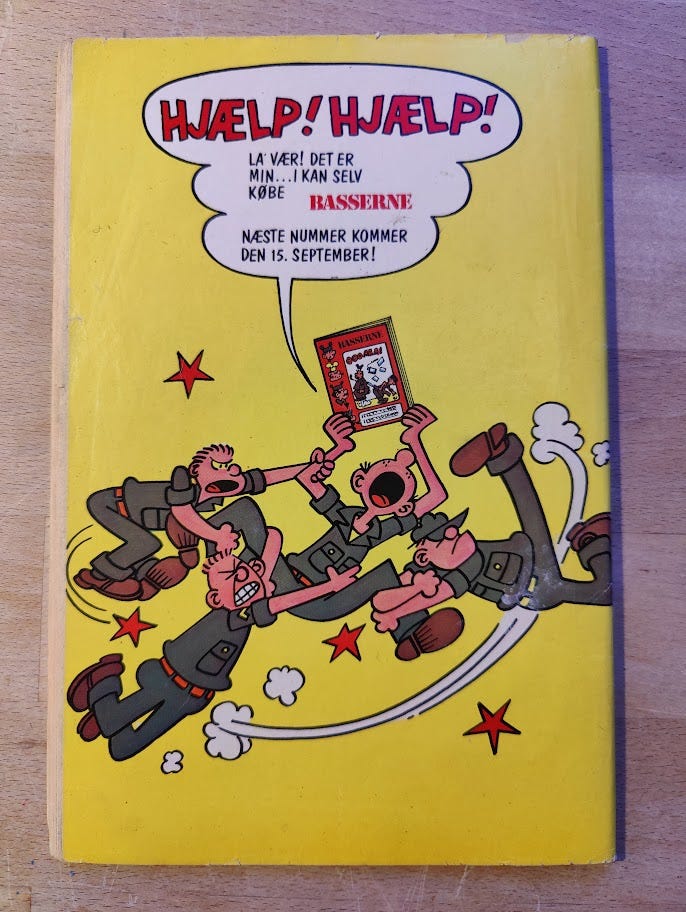 HJÆLP! HJÆLP!
LA' VÆR! DET ER
MIN...I KAN SELV
KØBE BASSERNE
NÆSTE NUMMER KOMMER
DEN 15. SEPTEMBER!
BASSERNE